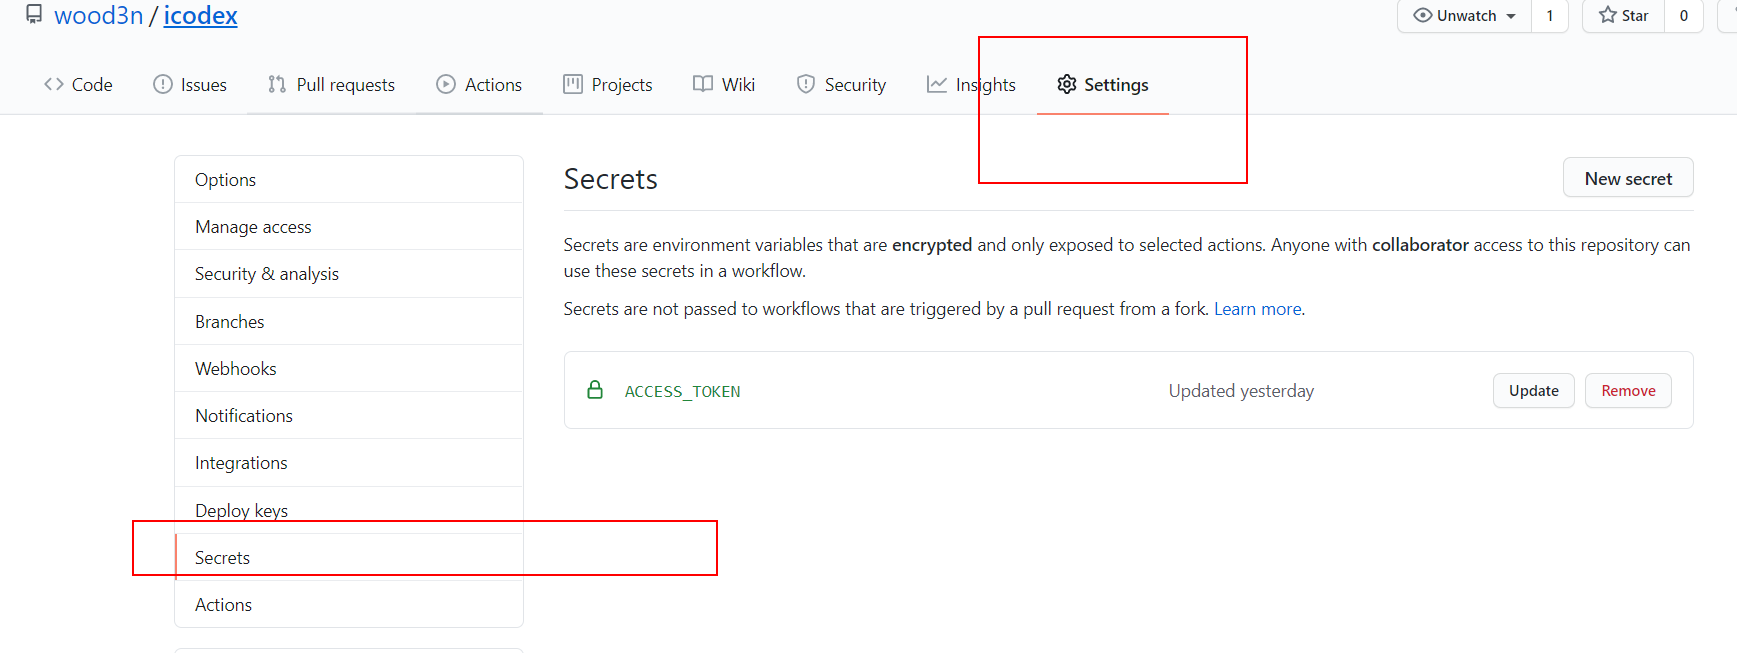 wood3n / icodex
Unwatch 1 Star 0
Code Issues Pull requests Actions Projects Wiki Security Insights Settings
Options
Manage access
Security & analysis
Branches
Webhooks
Notifications
Integrations
Deploy keys
Secrets
Actions
Secrets
New secret
Secrets are environment variables that are encrypted and only exposed to selected actions. Anyone with collaborator access to this repository can
use these secrets in a workflow.
Secrets are not passed to workflows that are triggered by a pull request from a fork. Learn more.
ACCESS_TOKEN Updated yesterday Update Remove